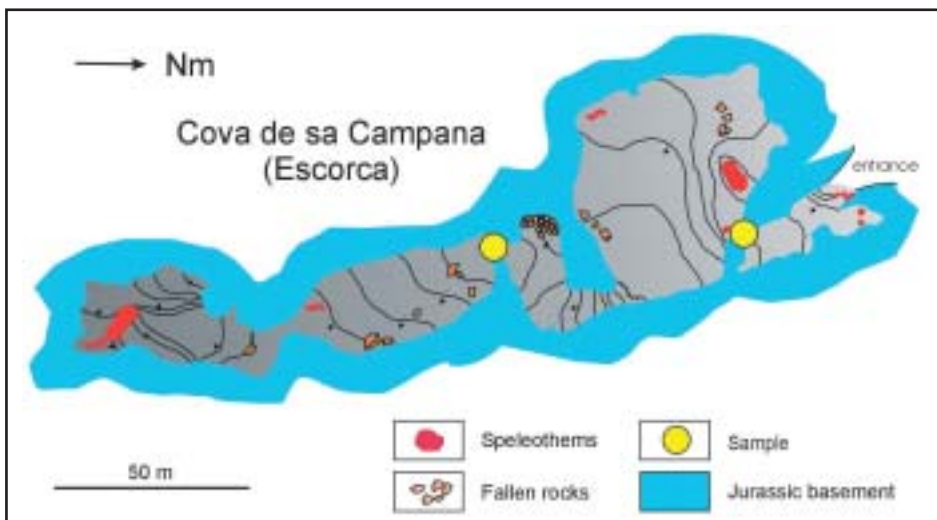 Nm
Cova de sa Campana
(Escorca)
entrance
Speleothems
Sample
50 m
Fallen rocks
Jurassic basement